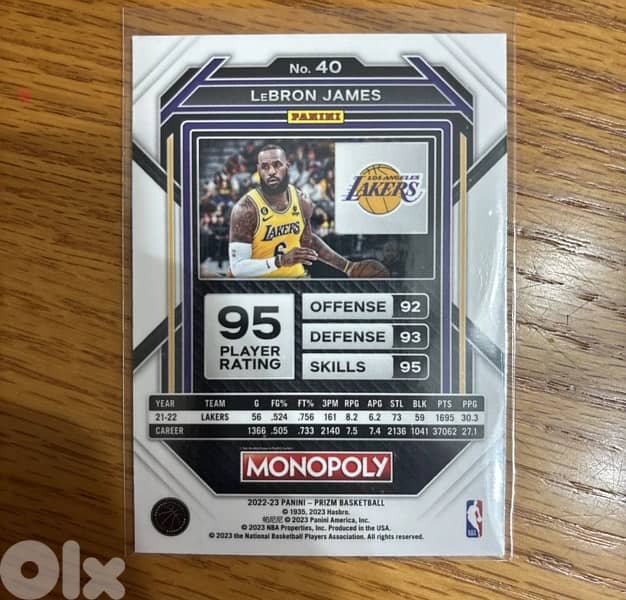 No. 40
LEBRON JAMES
PANINI
LOS ANGELES
LAKERS
LAKERS
6
95
PLAYER
RATING
OFFENSE 92
DEFENSE 93
SKILLS 95
YEAR TEAM G FG% FT% 3PM RPG APG STL BLK PTS PPG
21-22 LAKERS 56 .524 .756 161 8.2 6.2 73 59 1695 30.3
CAREER 1366 .505 .733 2140 7.5 7.4 2136 1041 37062 27.1
MONOPOLY
2022-23 PANINI – PRIZM BASKETBALL
© 1935, 2023 Hasbro.
帕尼尼 © 2023 Panini America, Inc.
© 2023 NBA Properties, Inc. Produced in the USA.
© 2023 the National Basketball Players Association. All rights reserved.
NBA
OLX